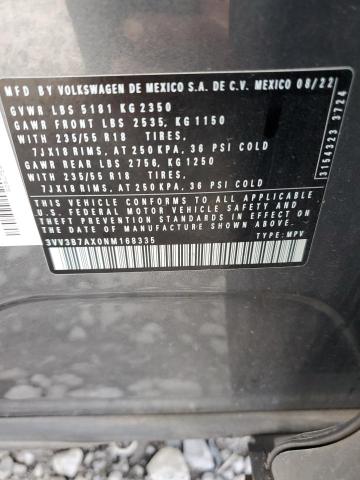 MFD BY VOLKSWAGEN DE MEXICO S.A. DE C.V. MEXICO 08/22
GVWR LBS 5181 KG 2350
GAWR FRONT LBS 2535, KG 1150
WITH 235/55 R18 TIRES,
7JX18 RIMS, AT 250 KPA, 36 PSI COLD
GAWR REAR LBS 2756, KG 1250
WITH 235/55 R18 TIRES,
7JX18 RIMS, AT 250 KPA, 36 PSI COLD
THIS VEHICLE CONFORMS TO ALL APPLICABLE
U.S. FEDERAL MOTOR VEHICLE SAFETY AND
THEFT PREVENTION STANDARDS IN EFFECT ON
THE DATE OF MANUFACTURE SHOWN ABOVE.
3VV3B7AX0NM168335 TYPE: MPV
3154323 3724